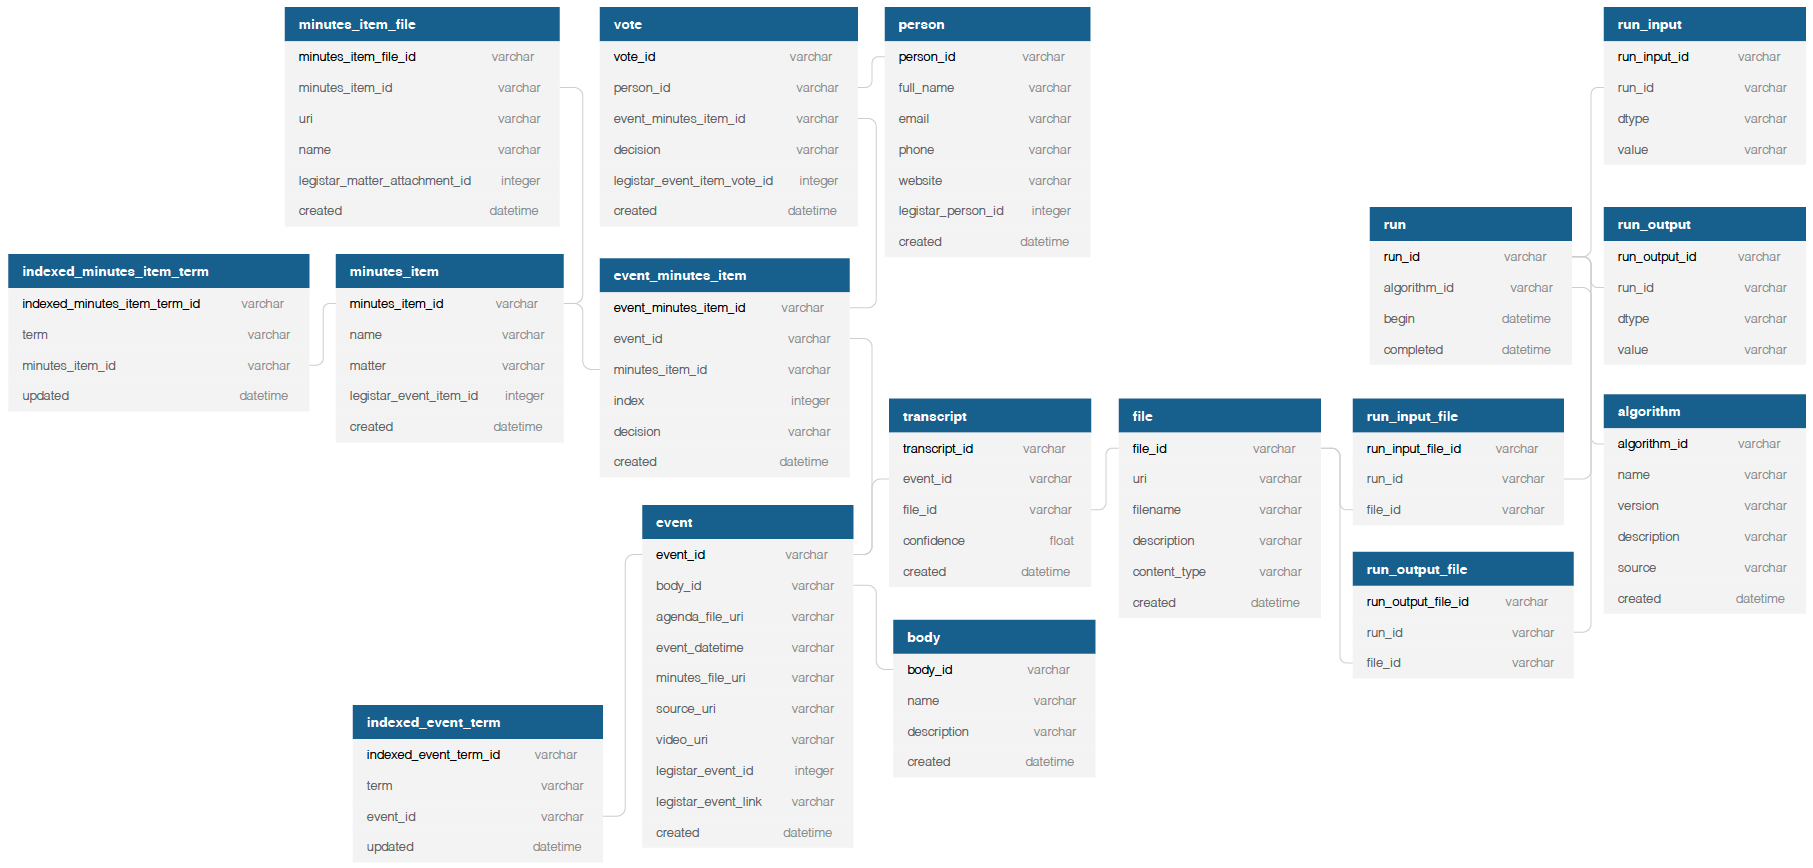 minutes_item_file
minutes_item_file_id varchar
minutes_item_id varchar
uri varchar
name varchar
legistar_matter_attachment_id integer
created datetime
vote
vote_id varchar
person_id varchar
event_minutes_item_id varchar
decision varchar
legistar_event_item_vote_id integer
created datetime
person
person_id varchar
full_name varchar
email varchar
phone varchar
website varchar
legistar_person_id integer
created datetime
run_input
run_input_id varchar
run_id varchar
dtype varchar
value varchar
run
run_id varchar
algorithm_id varchar
begin datetime
completed datetime
run_output
run_output_id varchar
run_id varchar
dtype varchar
value varchar
indexed_minutes_item_term
indexed_minutes_item_term_id varchar
term varchar
minutes_item_id varchar
updated datetime
minutes_item
minutes_item_id varchar
name varchar
matter varchar
legistar_event_item_id integer
created datetime
event_minutes_item
event_minutes_item_id varchar
event_id varchar
minutes_item_id varchar
index integer
decision varchar
created datetime
transcript
transcript_id varchar
event_id varchar
file_id varchar
confidence float
created datetime
file
file_id varchar
uri varchar
filename varchar
description varchar
content_type varchar
created datetime
run_input_file
run_input_file_id varchar
run_id varchar
file_id varchar
algorithm
algorithm_id varchar
name varchar
version varchar
description varchar
source varchar
created datetime
event
event_id varchar
body_id varchar
agenda_file_uri varchar
event_datetime varchar
minutes_file_uri varchar
source_uri varchar
video_uri varchar
legistar_event_id integer
legistar_event_link varchar
created datetime
run_output_file
run_output_file_id varchar
run_id varchar
file_id varchar
body
body_id varchar
name varchar
description varchar
created datetime
indexed_event_term
indexed_event_term_id varchar
term varchar
event_id varchar
updated datetime